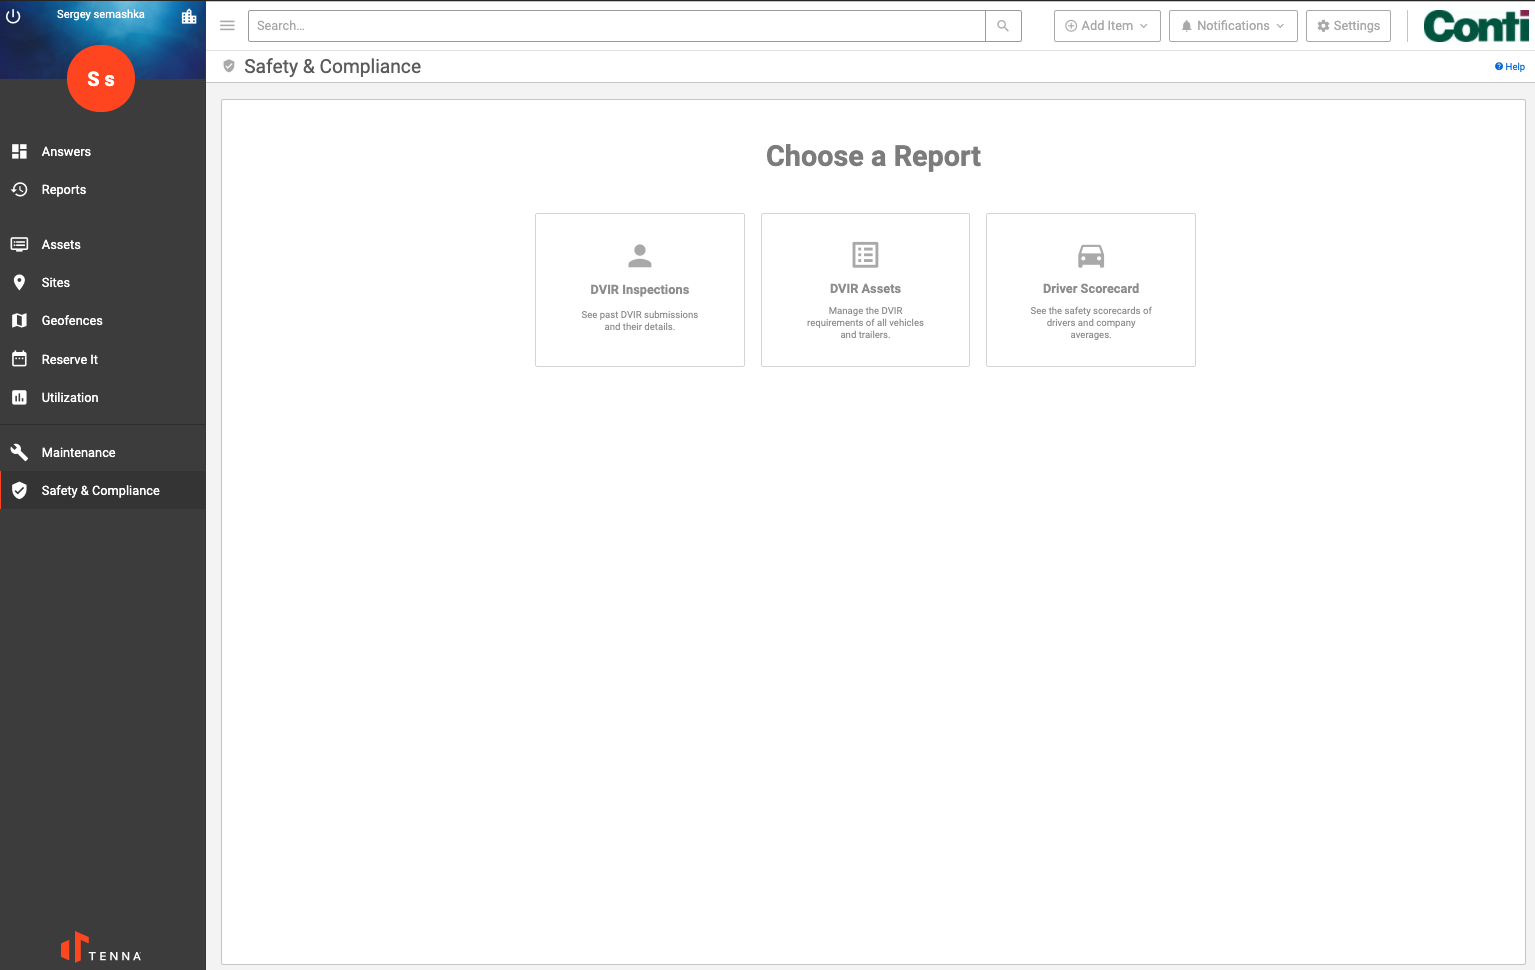 Sergey semashka
S s
Answers
Reports
Assets
Sites
Geofences
Reserve It
Utilization
Maintenance
Safety & Compliance
TENNA
Search...
Add Item
Notifications
Settings
Conti
Safety & Compliance
Help
Choose a Report
DVIR Inspections
See past DVIR submissions
and their details.
DVIR Assets
Manage the DVIR
requirements of all vehicles
and trailers.
Driver Scorecard
See the safety scorecards of
drivers and company
averages.